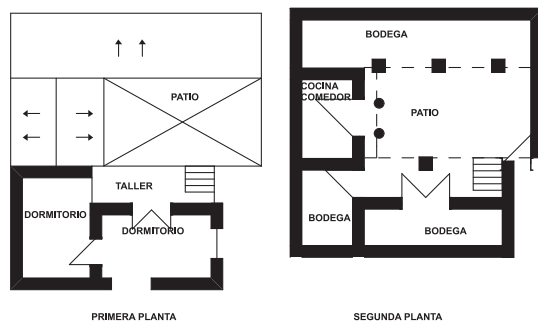 PATIO
TALLER
DORMITORIO
DORMITORIO
PRIMERA PLANTA
BODEGA
COCINA
COMEDOR
PATIO
BODEGA
BODEGA
SEGUNDA PLANTA